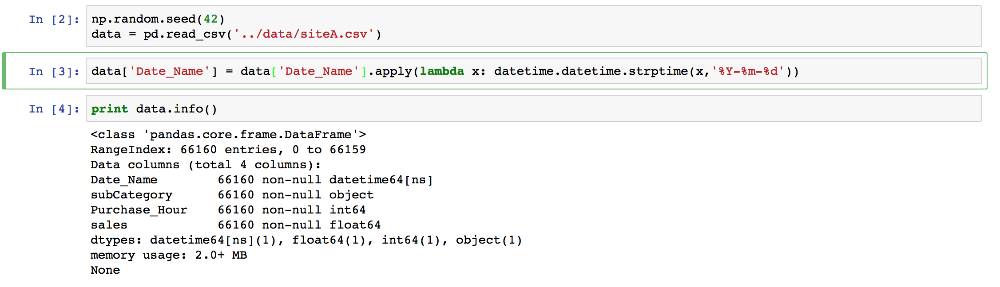 In [2]: np.random.seed(42)
data = pd.read_csv('../data/siteA.csv')
In [3]: data['Date_Name'] = data['Date_Name'].apply(lambda x: datetime.datetime.strptime(x,'%Y-%m-%d'))
In [4]: print data.info()
<class 'pandas.core.frame.DataFrame'>
RangeIndex: 66160 entries, 0 to 66159
Data columns (total 4 columns):
Date_Name        66160 non-null datetime64[ns]
subCategory      66160 non-null object
Purchase_Hour    66160 non-null int64
sales            66160 non-null float64
dtypes: datetime64[ns](1), float64(1), int64(1), object(1)
memory usage: 2.0+ MB
None